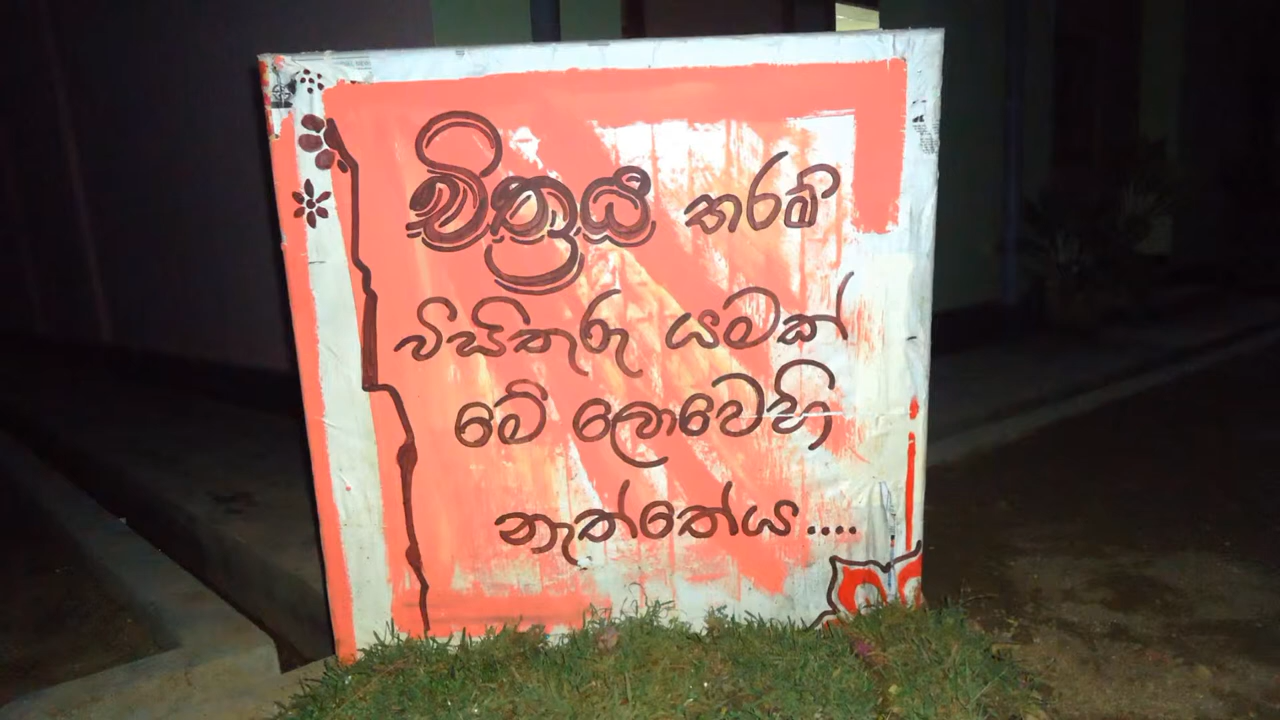 චිත්‍රය තරම්
විසිතුරු යමක්
මේ ලොවෙහි
නැත්තේය....